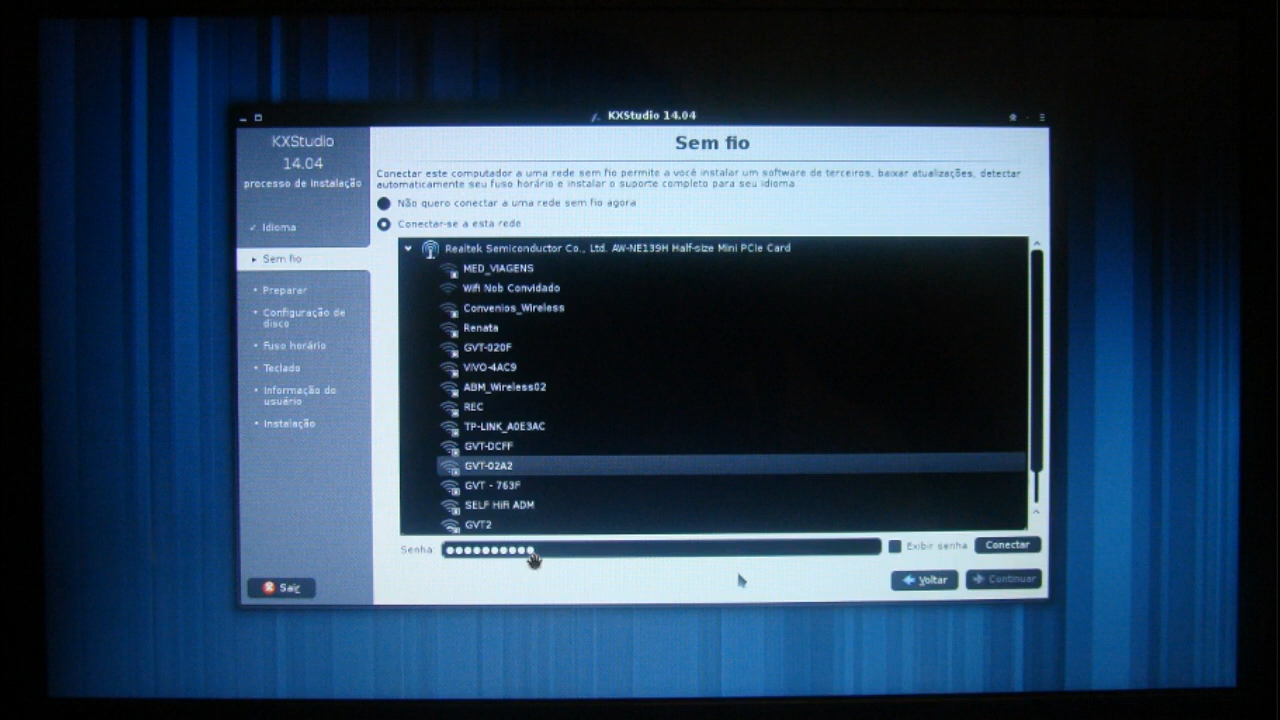 KXStudio 14.04
KXStudio
14.04
processo de instalação
✓ Idioma
▸ Sem fio
• Preparar
• Configuração de
disco
• Fuso horário
• Teclado
• Informação do
usuário
• Instalação
Sair
Sem fio
Conectar este computador a uma rede sem fio permite a você instalar um software de terceiros, baixar atualizações, detectar
automaticamente seu fuso horário e instalar o suporte completo para seu idioma
Não quero conectar a uma rede sem fio agora
Conectar-se a esta rede
Realtek Semiconductor Co., Ltd. AW-NE139H Half-size Mini PCIe Card
MED_VIAGENS
Wifi Nob Convidado
Convenios_Wireless
Renata
GVT-020F
VIVO-4AC9
ABM_Wireless02
REC
TP-LINK_A0E3AC
GVT-DCFF
GVT-02A2
GVT - 763F
SELF Hifi ADM
GVT2
Senha:
Exibir senha
Conectar
Voltar
Continuar